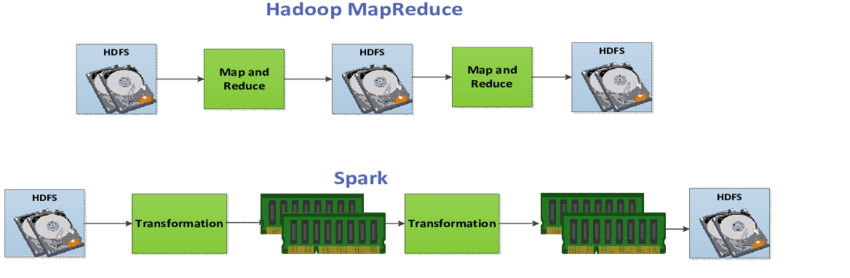 Hadoop MapReduce
HDFS
Map and
Reduce
HDFS
Map and
Reduce
HDFS
Spark
HDFS
Transformation
Transformation
HDFS